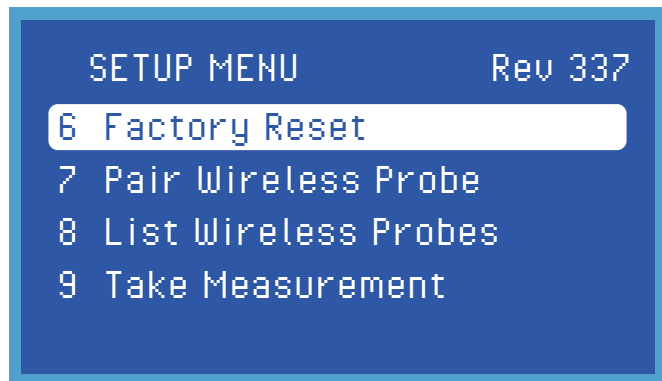 SETUP MENU Rev 337
6 Factory Reset
7 Pair Wireless Probe
8 List Wireless Probes
9 Take Measurement